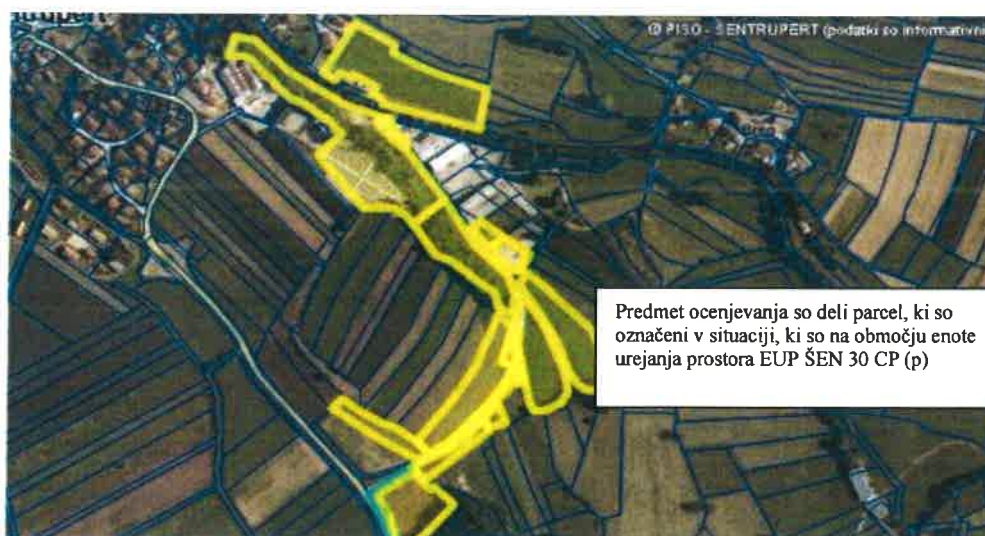 © PISO - ŠENTRUPERT (podatki so informativni
Predmet ocenjevanja so deli parcel, ki so
označeni v situaciji, ki so na območju enote
urejanja prostora EUP ŠEN 30 CP (p)